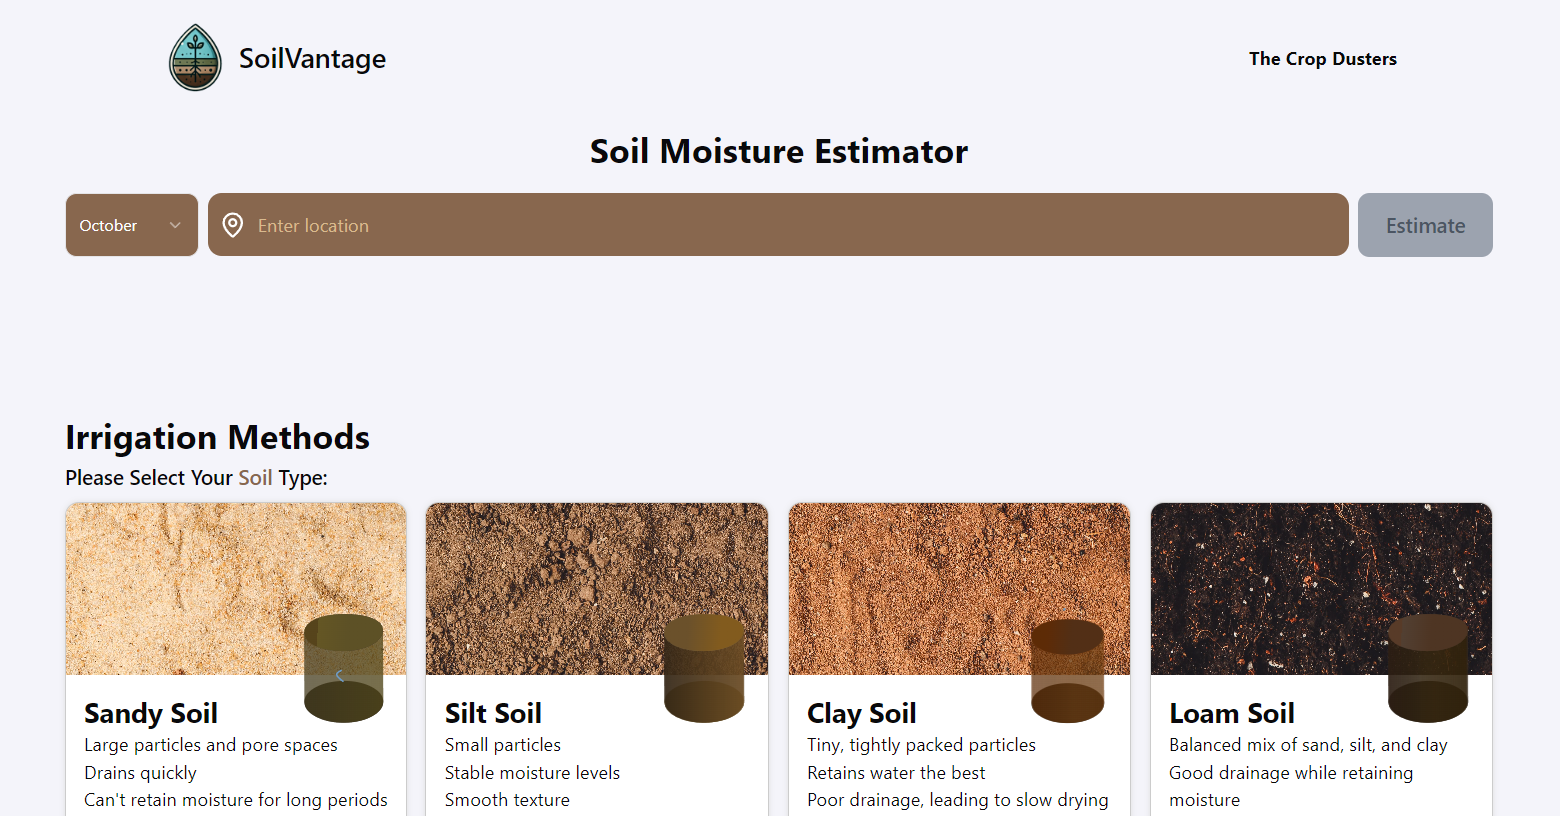 SoilVantage
The Crop Dusters
Soil Moisture Estimator
October
Enter location
Estimate
Irrigation Methods
Please Select Your Soil Type:
Sandy Soil
Large particles and pore spaces
Drains quickly
Can't retain moisture for long periods
Silt Soil
Small particles
Stable moisture levels
Smooth texture
Clay Soil
Tiny, tightly packed particles
Retains water the best
Poor drainage, leading to slow drying
Loam Soil
Balanced mix of sand, silt, and clay
Good drainage while retaining
moisture